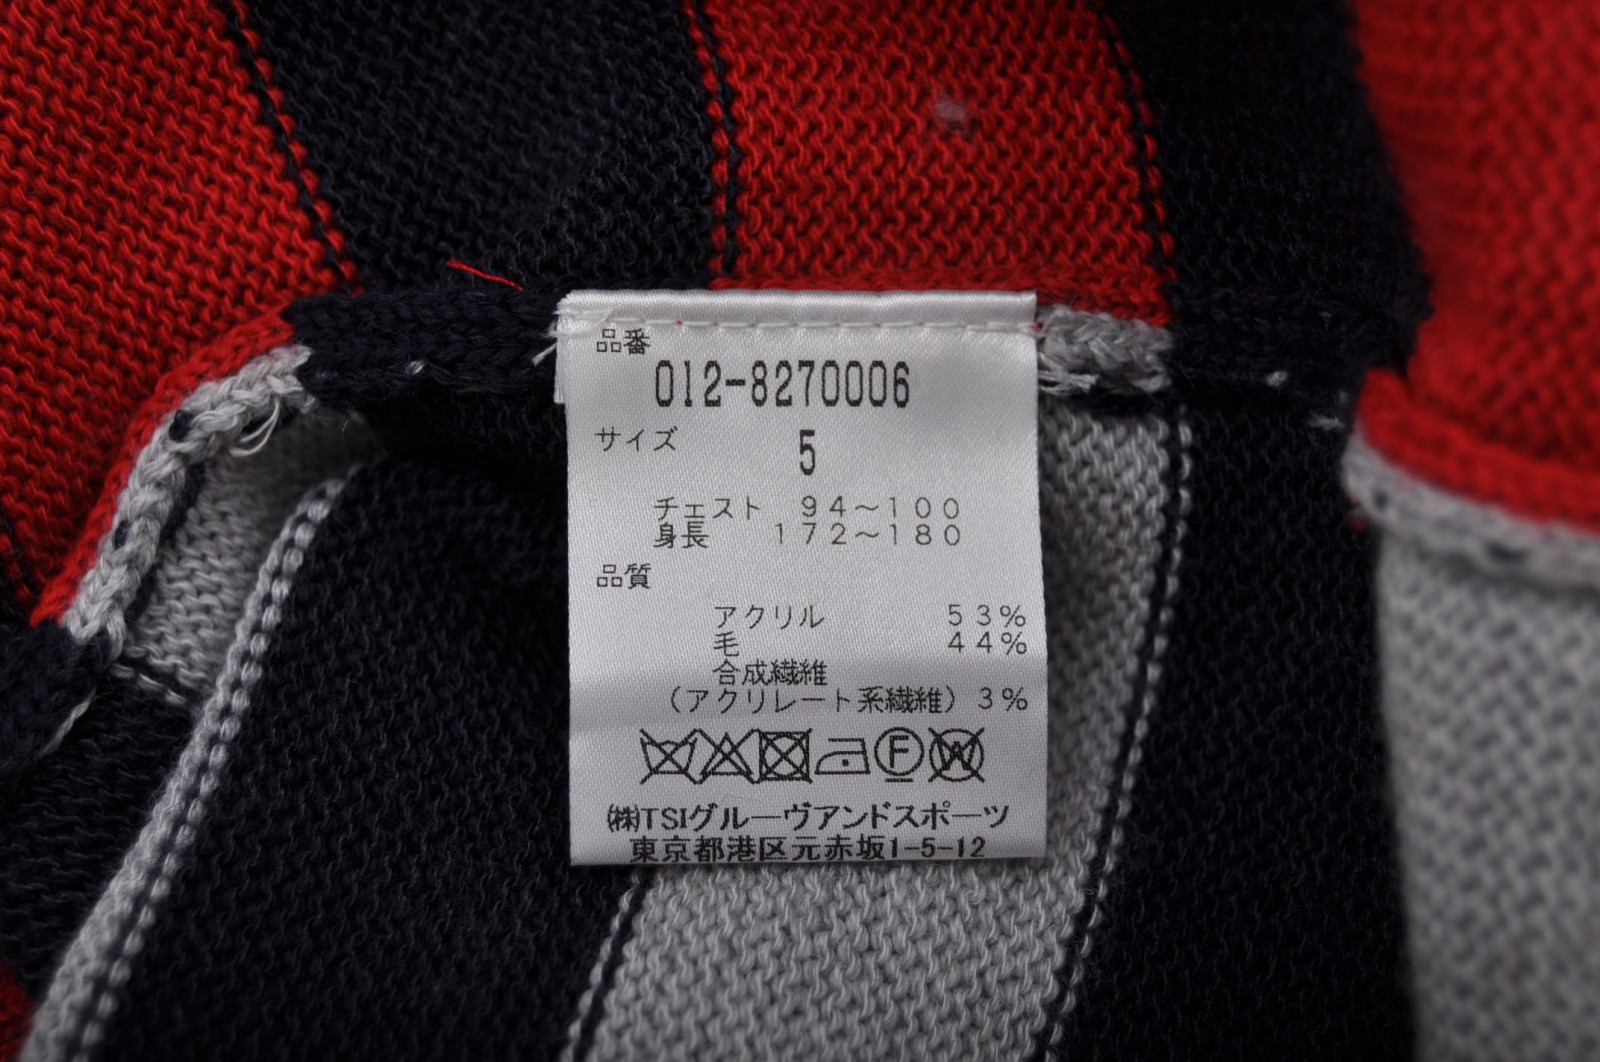 品番
012-8270006
サイズ 5
チェスト 94～100
身長 172～180
品質
アクリル 53%
毛 44%
合成繊維
(アクリレート系繊維) 3%
F W
㈱TSIグルーヴアンドスポーツ
東京都港区元赤坂1-5-12